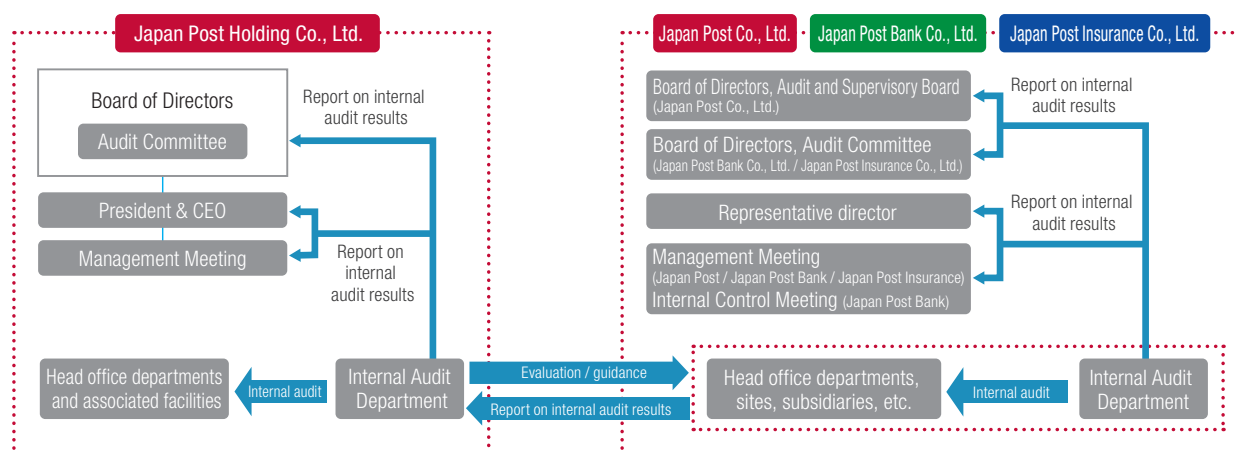 Japan Post Holding Co., Ltd.
Board of Directors
Audit Committee
Report on internal
audit results
President & CEO
Management Meeting
Report on
internal
audit results
Head office departments
and associated facilities
Internal audit
Internal Audit
Department
Evaluation / guidance
Report on internal audit results
Japan Post Co., Ltd.
Japan Post Bank Co., Ltd.
Japan Post Insurance Co., Ltd.
Board of Directors, Audit and Supervisory Board
(Japan Post Co., Ltd.)
Board of Directors, Audit Committee
(Japan Post Bank Co., Ltd. / Japan Post Insurance Co., Ltd.)
Report on internal
audit results
Representative director
Management Meeting
(Japan Post / Japan Post Bank / Japan Post Insurance)
Internal Control Meeting (Japan Post Bank)
Report on internal
audit results
Head office departments,
sites, subsidiaries, etc.
Internal audit
Internal Audit
Department